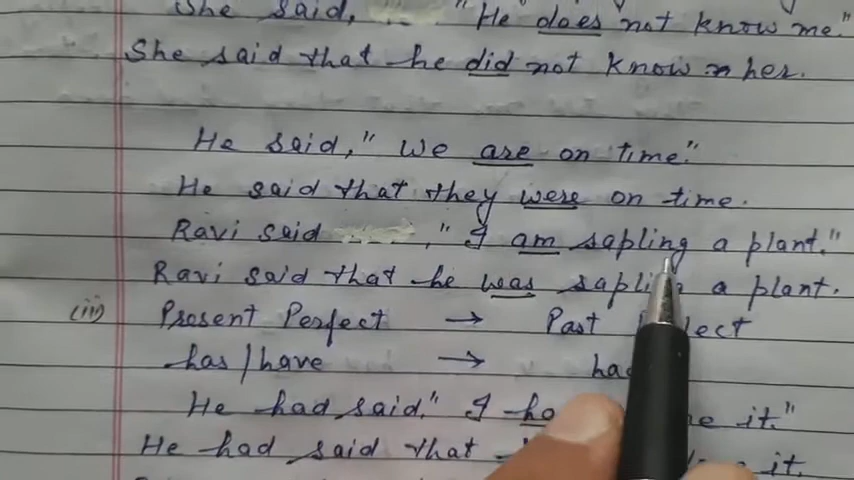 She said, "He does not know me."
She said that he did not know her.
He said, "We are on time."
He said that they were on time.
Ravi said , "I am sapling a plant."
Ravi said that he was a plant.
(iii) Present Perfect → Past
has/have →
He had said." I it."
He had said that it.